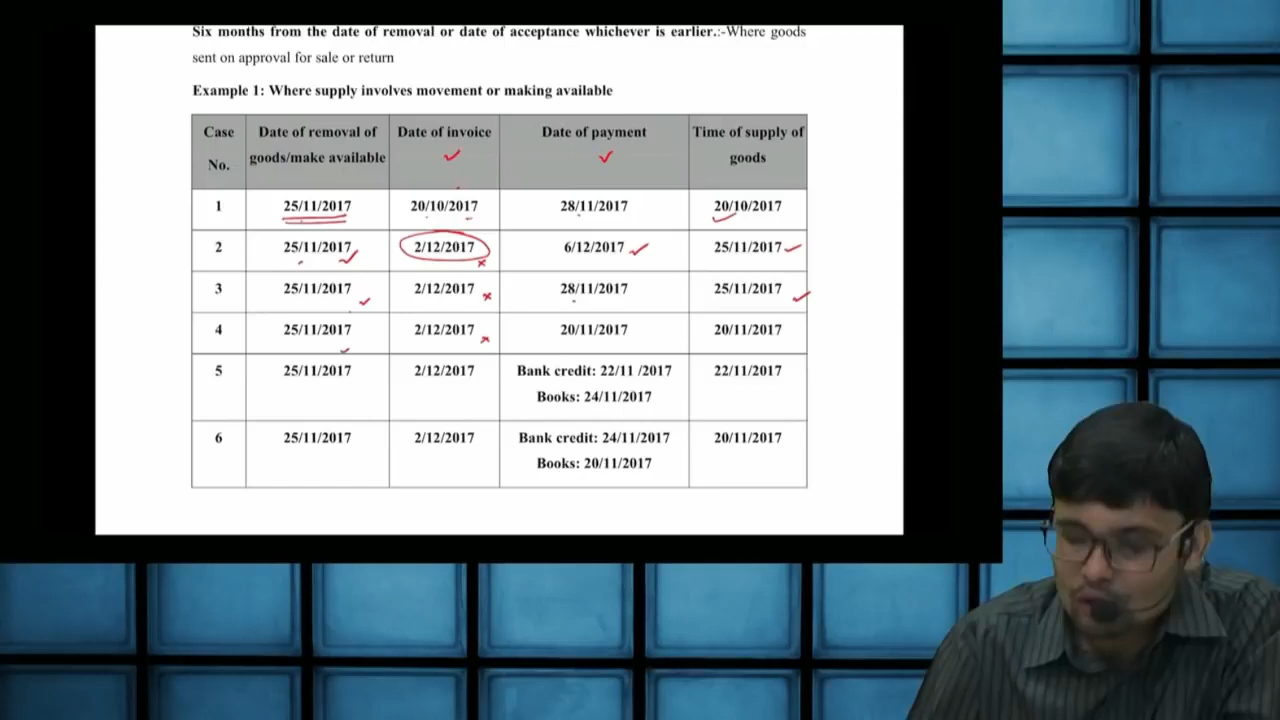 Six months from the date of removal or date of acceptance whichever is earlier.:-Where goods
sent on approval for sale or return
Example 1: Where supply involves movement or making available
Case No. Date of removal of goods/make available Date of invoice Date of payment Time of supply of goods
1 25/11/2017 20/10/2017 28/11/2017 20/10/2017
2 25/11/2017 2/12/2017 6/12/2017 25/11/2017
3 25/11/2017 2/12/2017 28/11/2017 25/11/2017
4 25/11/2017 2/12/2017 20/11/2017 20/11/2017
5 25/11/2017 2/12/2017 Bank credit: 22/11 /2017 22/11/2017
Books: 24/11/2017
6 25/11/2017 2/12/2017 Bank credit: 24/11/2017 20/11/2017
Books: 20/11/2017